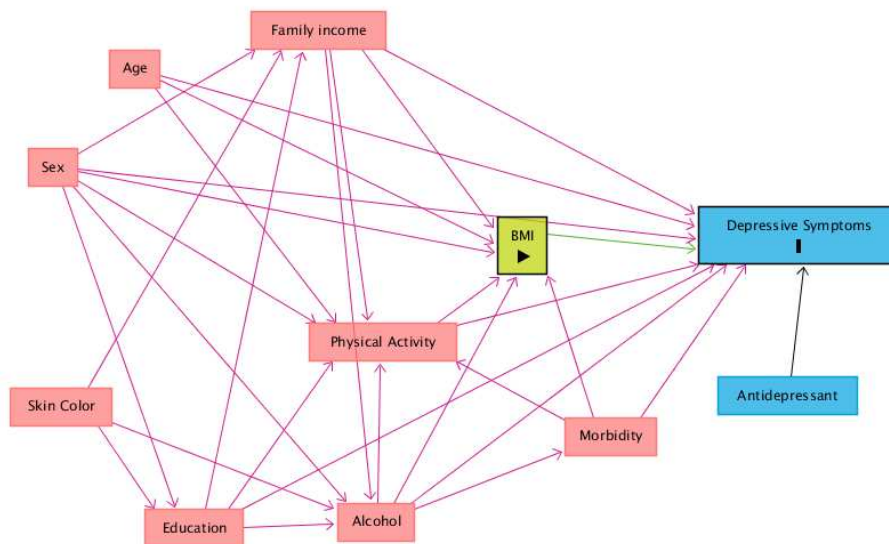 Family income
Age
Sex
BMI
Depressive Symptoms
Physical Activity
Antidepressant
Skin Color
Morbidity
Alcohol
Education